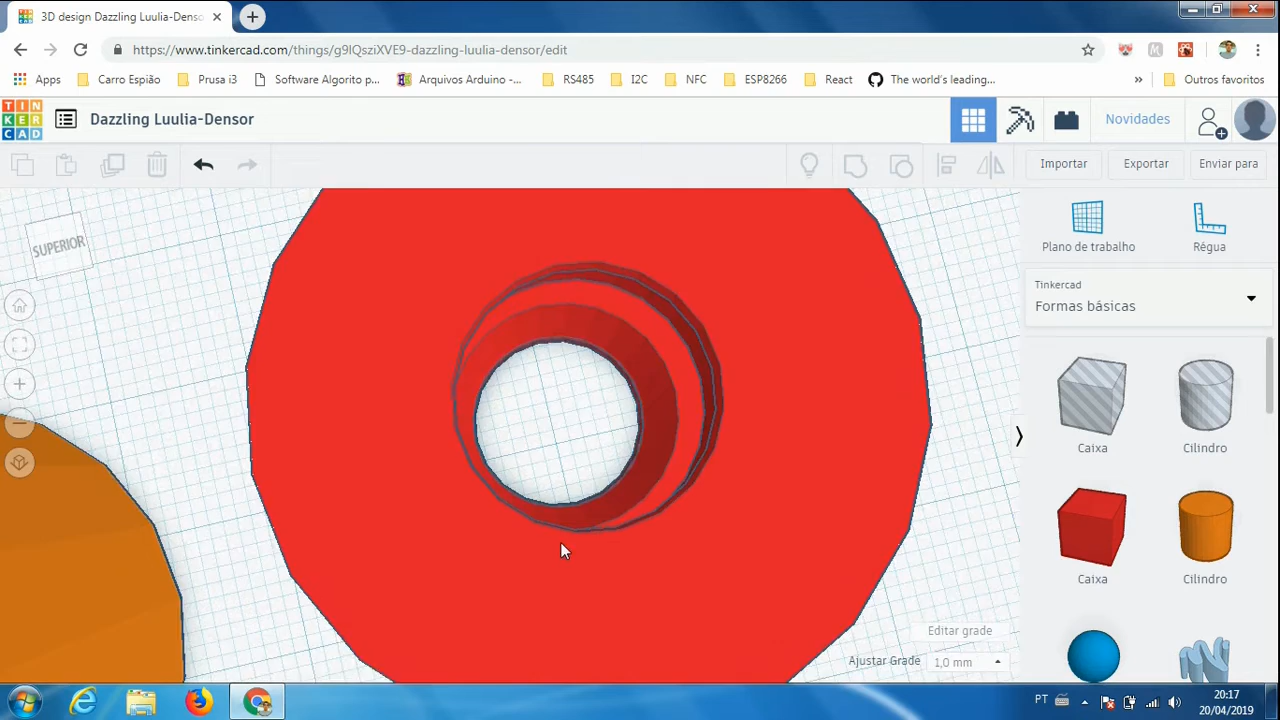 3D design Dazzling Luulia-Denso
https://www.tinkercad.com/things/g9lQsziXVE9-dazzling-luulia-densor/edit
Apps Carro Espião Prusa i3 Software Algorito p... Arquivos Arduino -... RS485 I2C NFC ESP8266 React The world's leading... » Outros favoritos
TIN
KER
CAD
Dazzling Luulia-Densor
Novidades
Importar Exportar Enviar para
SUPERIOR
Plano de trabalho Régua
Tinkercad
Formas básicas
Caixa Cilindro
Caixa Cilindro
Editar grade
Ajustar Grade 1,0 mm
PT
20:17
20/04/2019